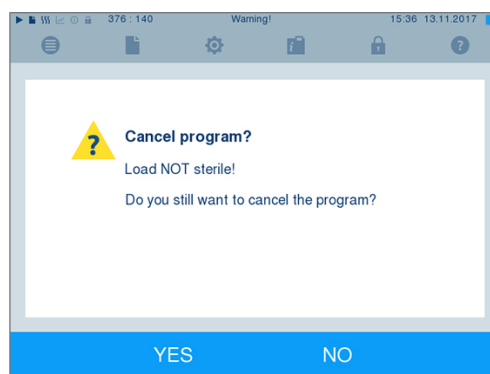 376 : 140 Warning! 15:36 13.11.2017
Cancel program?
Load NOT sterile!
Do you still want to cancel the program?
YES NO